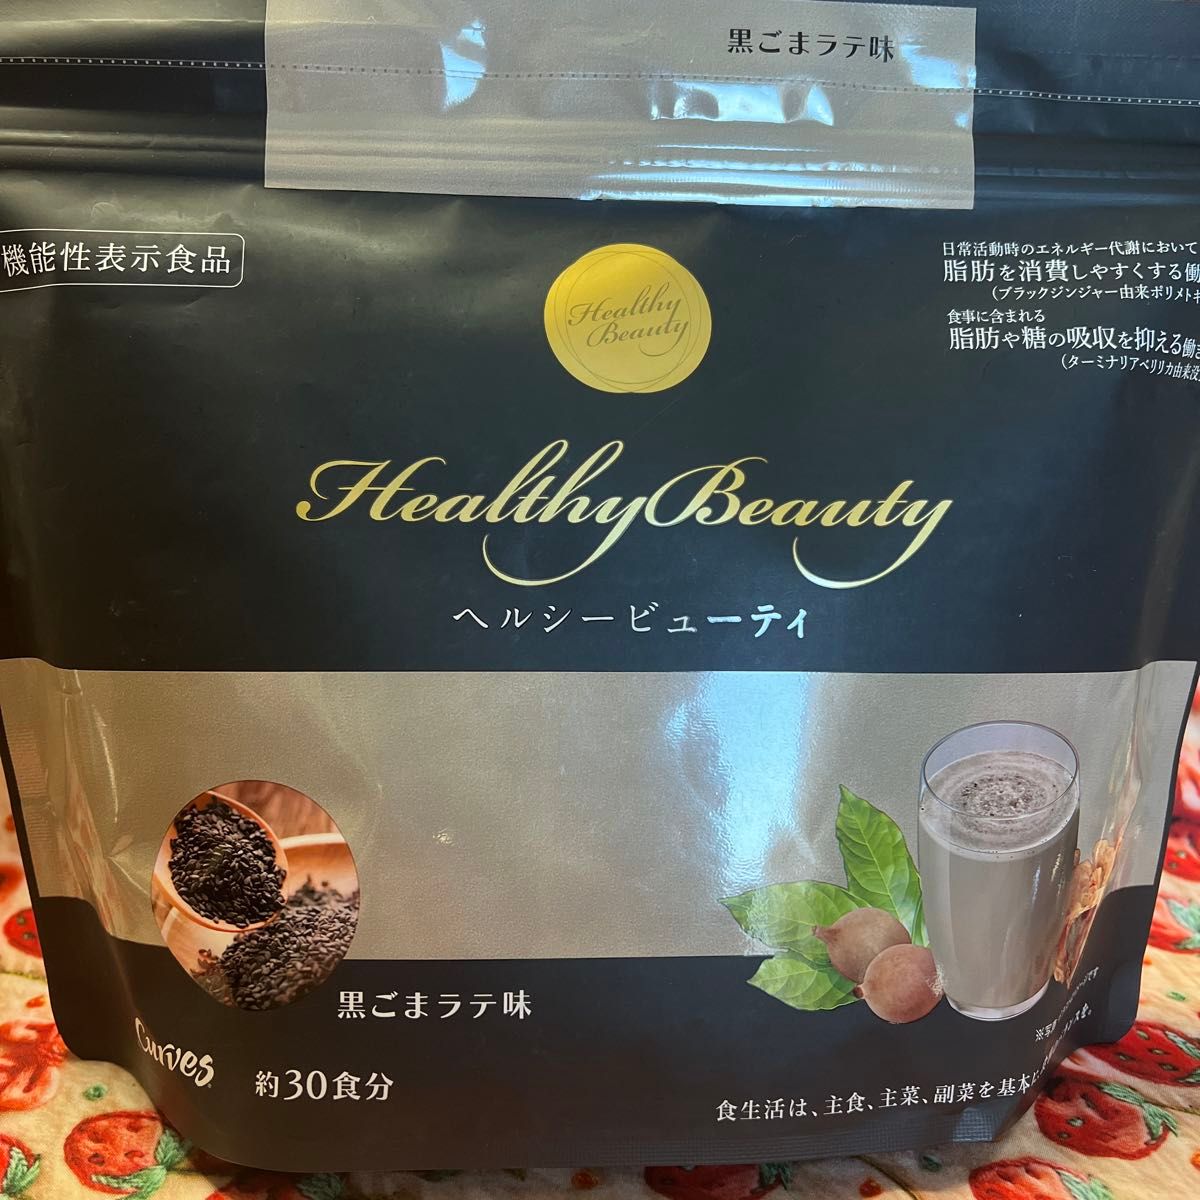 黒ごまラテ味
機能性表示食品
日常活動時のエネルギー代謝において
脂肪を消費しやすくする働
(ブラックジンジャー由来ポリメトキ
食事に含まれる
脂肪や糖の吸収を抑える働き
(ターミナリアベリリカ由来没
Healthy
Beauty
Healthy Beauty
ヘルシービューティ
黒ごまラテ味
Curves
約30食分
※写真
食生活は、主食、主菜、副菜を基本に、